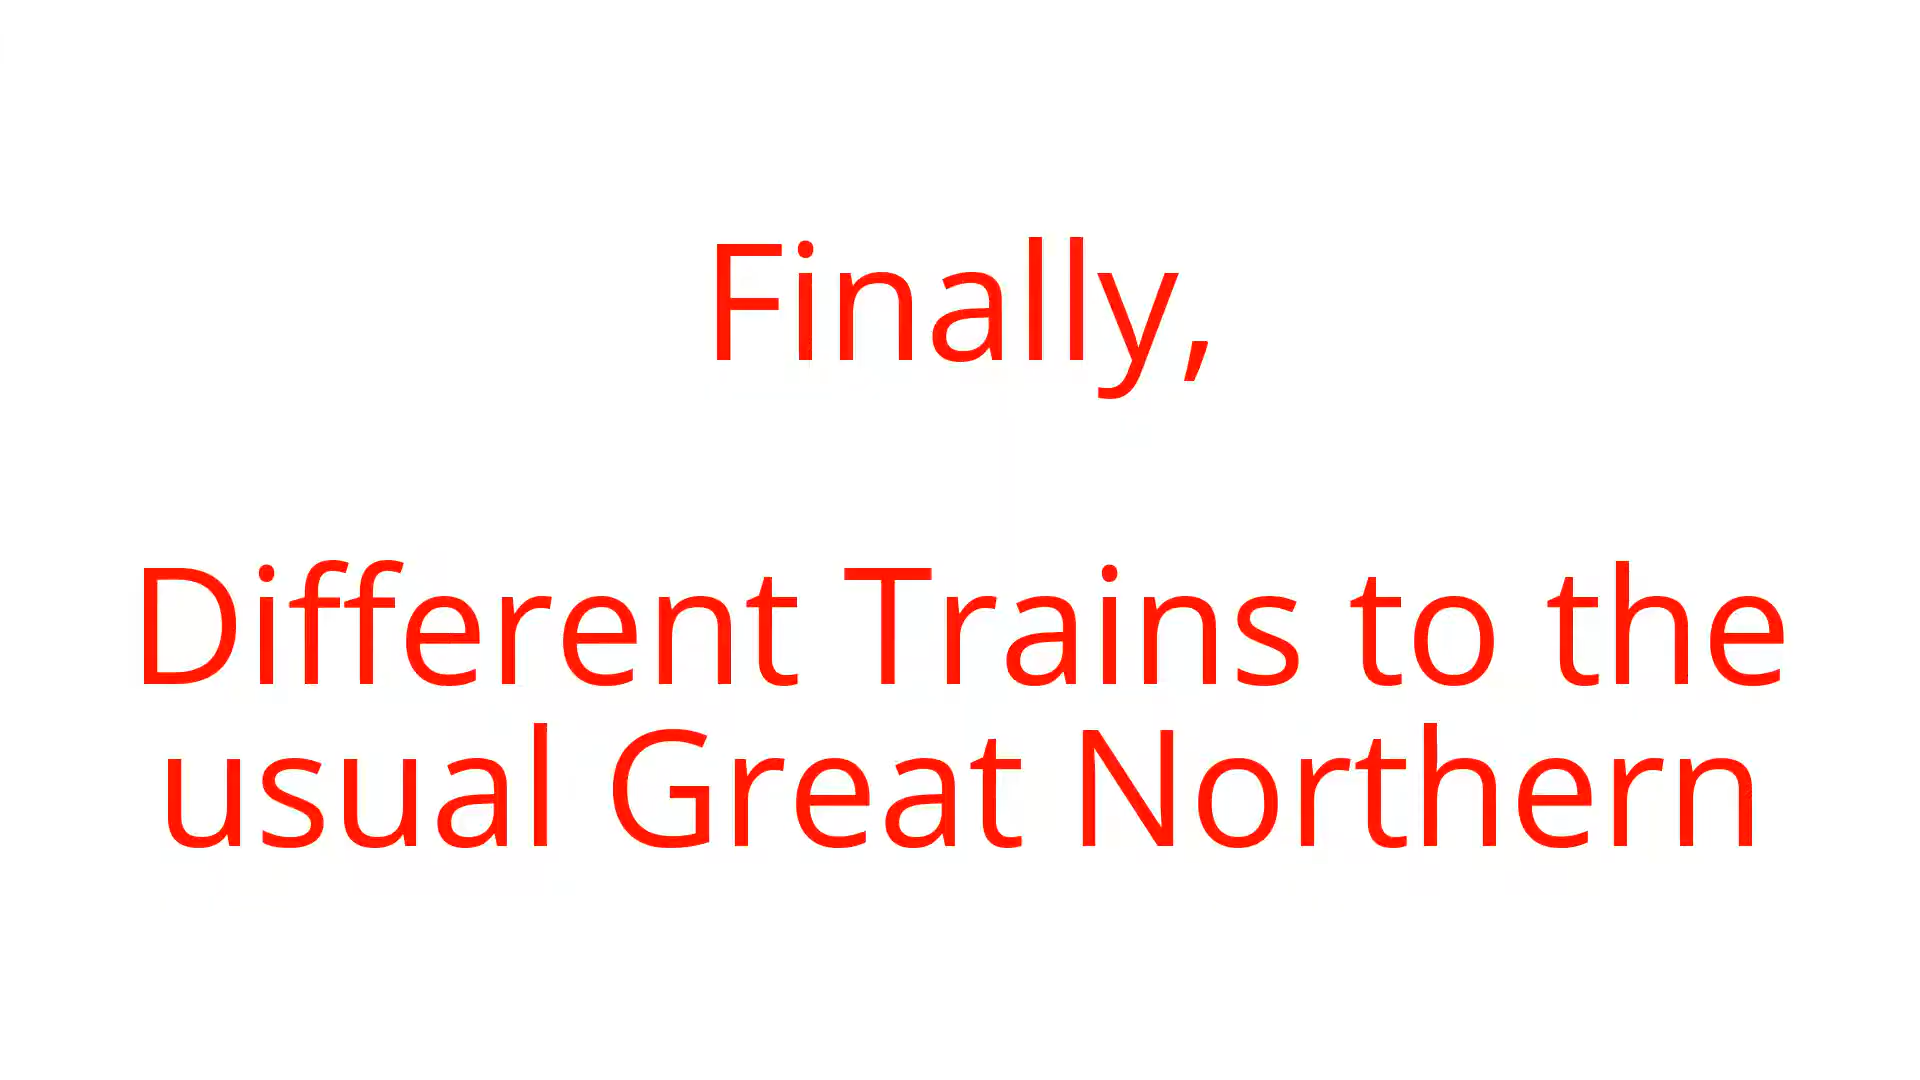 Finally,
Different Trains to the
usual Great Northern